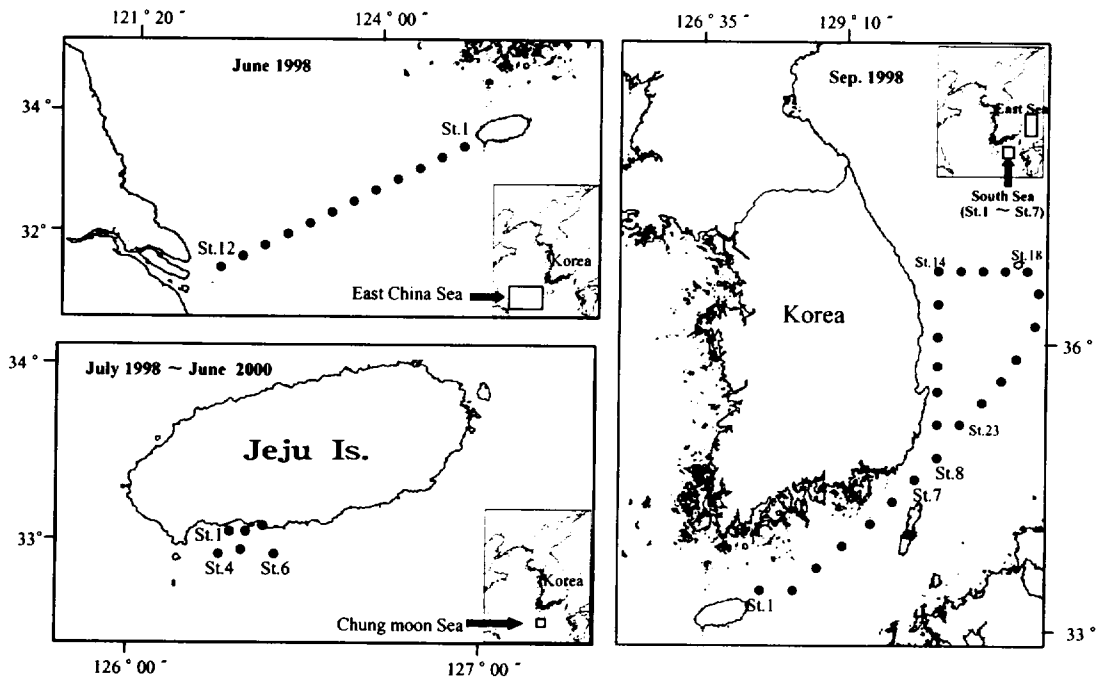 121° 20´
124° 00´
June 1998
34°
32°
St.1
St.12
Korea
East China Sea
34°
33°
July 1998 ~ June 2000
Jeju Is.
St.1
St.4
St.6
Korea
Chung moon Sea
126° 00´
127° 00´
126° 35´
129° 10´
Sep. 1998
East Sea
South Sea
(St.1 ~ St.7)
St.14
St.18
Korea
36°
St.23
St.8
St.7
St.1
33°